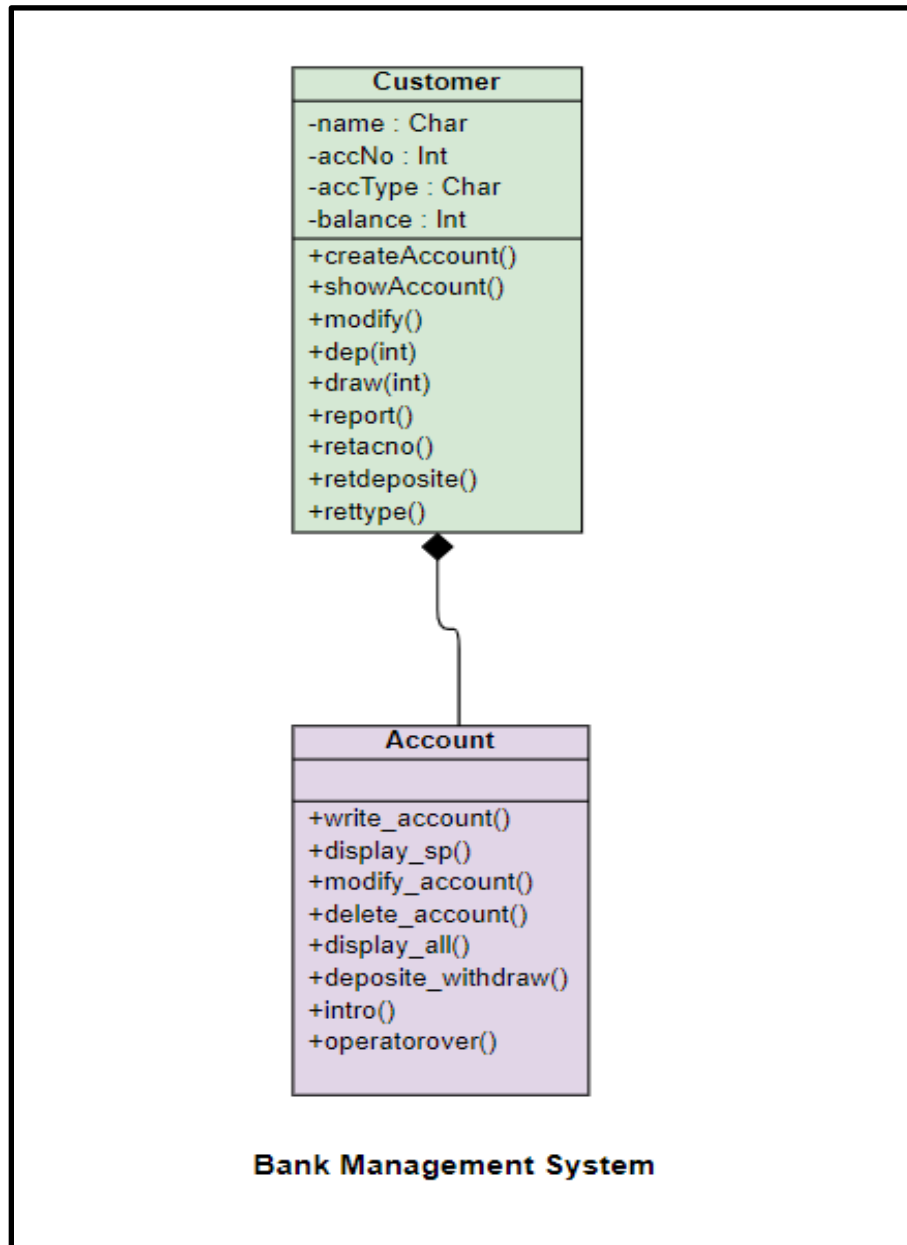 Customer
-name : Char
-accNo : Int
-accType : Char
-balance : Int
+createAccount()
+showAccount()
+modify()
+dep(int)
+draw(int)
+report()
+retacno()
+retdeposite()
+rettype()
Account
+write_account()
+display_sp()
+modify_account()
+delete_account()
+display_all()
+deposite_withdraw()
+intro()
+operatorover()
Bank Management System